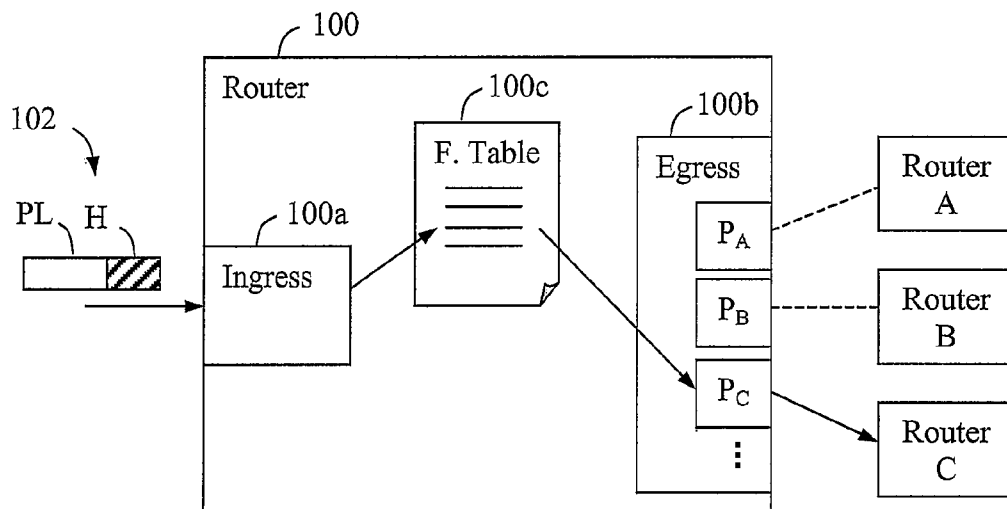 100
Router
100c
100b
102
F. Table
Egress
Router
A
PL
H
100a
P_A
Ingress
P_B
Router
B
P_C
Router
C